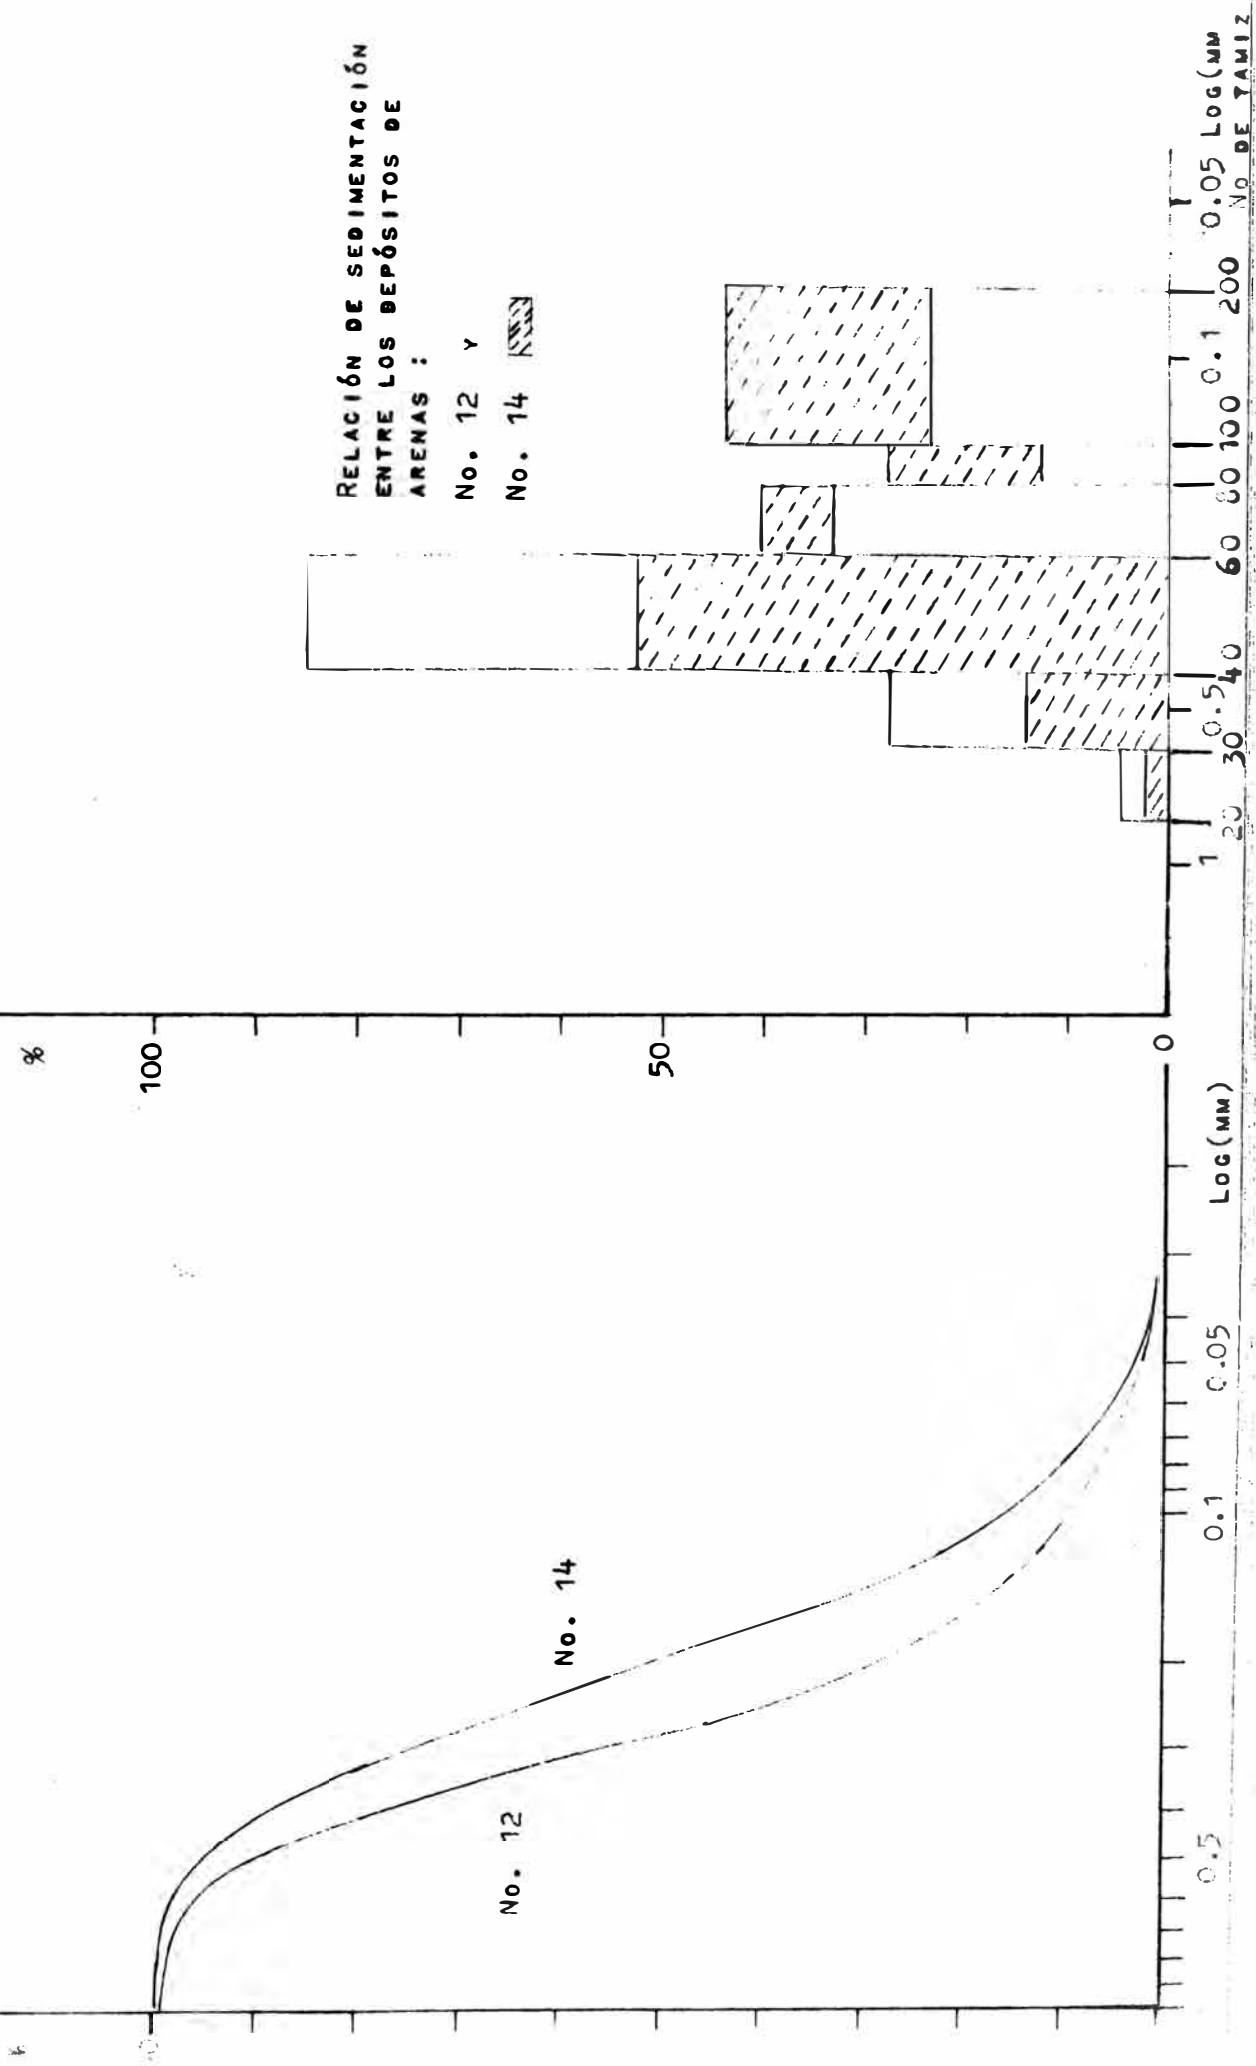 RELACIÓN DE SEDIMENTACIÓN
ENTRE LOS DEPÓSITOS DE
ARENAS :
No. 12 Y
No. 14
%
100
50
0
1 0.5 0.1 0.05 LOG(MM
20 30 40 60 80 100 200 No DE TAMIZ
No. 14
No. 12
0.5 0.1 0.05 LOG(MM)